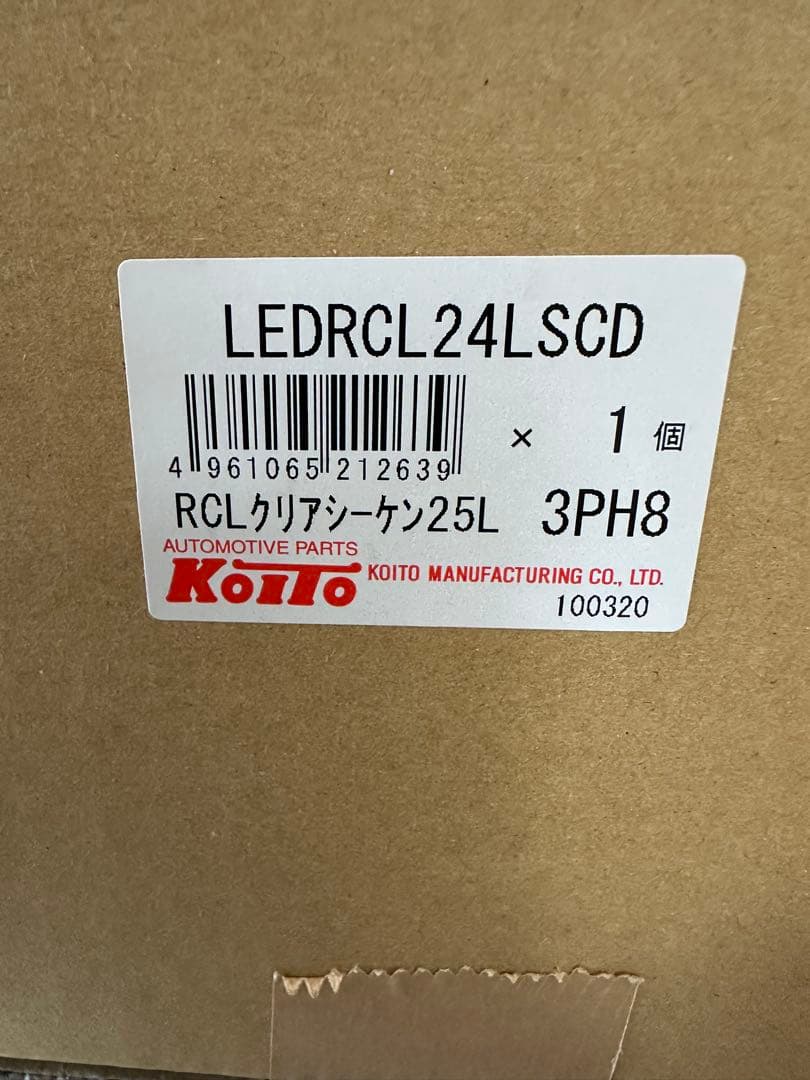 LEDRCL24LSCD
× 1 個
4 961065 212639
RCLクリアシーケン25L 3PH8
AUTOMOTIVE PARTS
KOITO KOITO MANUFACTURING CO., LTD.
100320